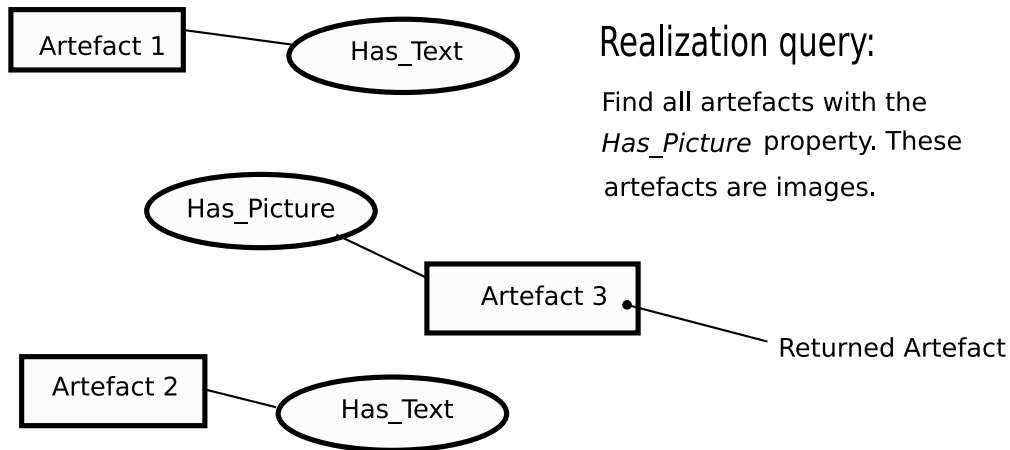 Artefact 1
Has_Text
Realization query:
Find all artefacts with the
Has_Picture property. These
artefacts are images.
Has_Picture
Artefact 3
Returned Artefact
Artefact 2
Has_Text